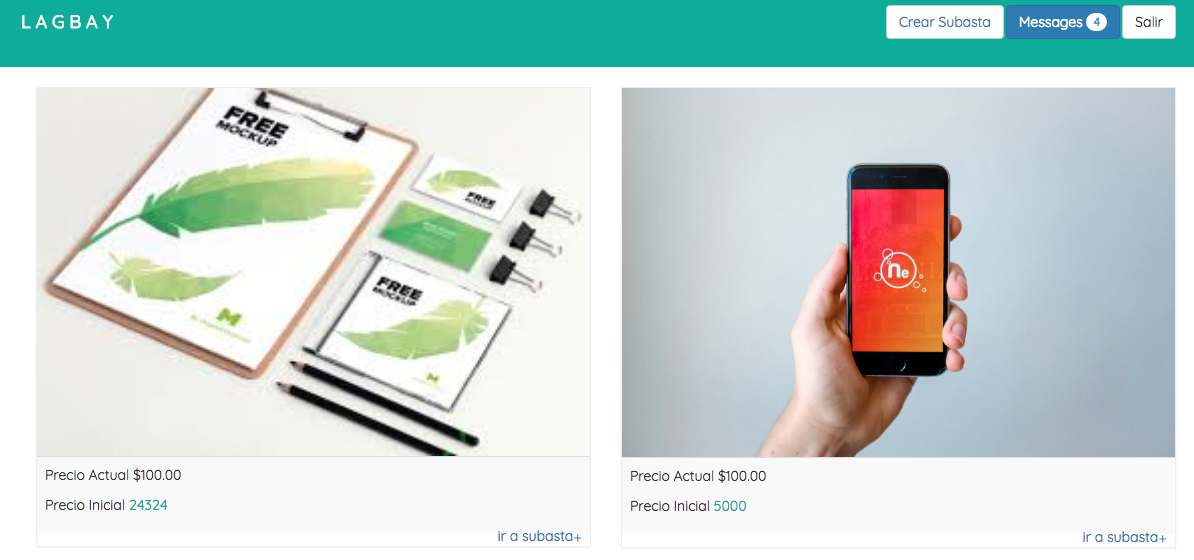 LAGBAY
Crear Subasta
Messages 4
Salir
FREE
MOCKUP
FREE
MOCKUP
FREE
MOCKUP
ne
Precio Actual $100.00
Precio Inicial 24324
ir a subasta+
Precio Actual $100.00
Precio Inicial 5000
ir a subasta+